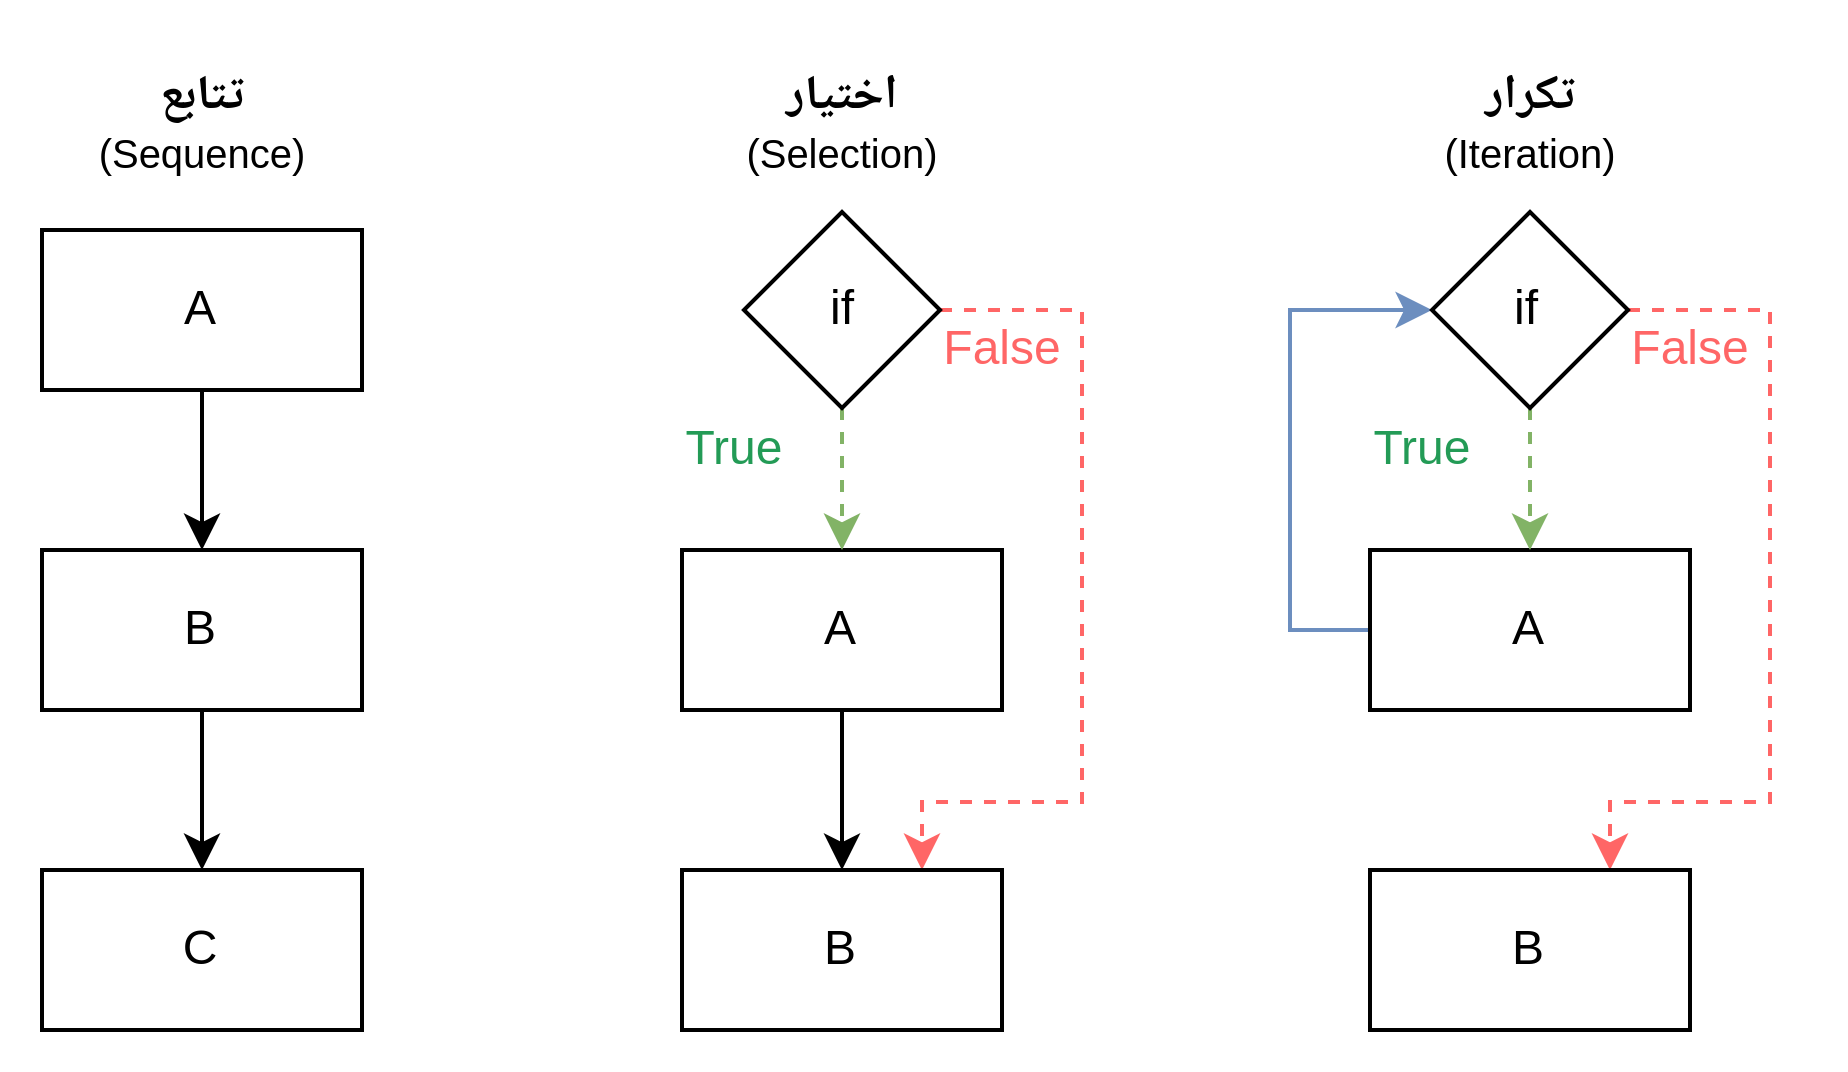 تتابع
(Sequence)
A
B
C
اختيار
(Selection)
if
False
True
A
B
تكرار
(Iteration)
if
False
True
A
B